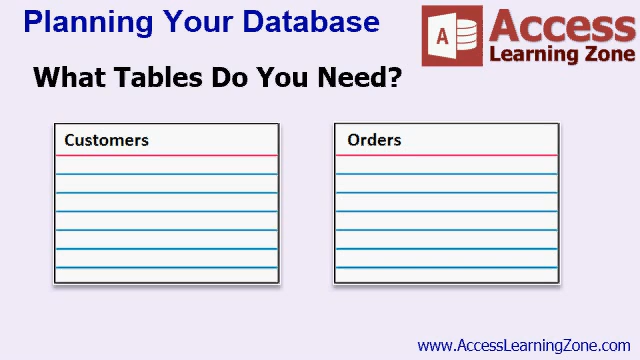 Planning Your Database
A
Access
Learning Zone
What Tables Do You Need?
Customers
Orders
www.AccessLearningZone.com